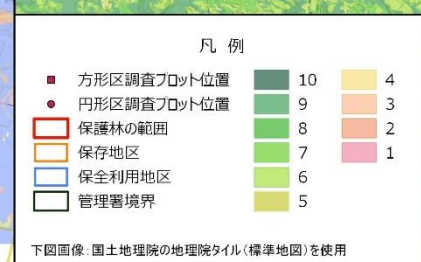 凡 例
方形区調査プロット位置 10 4
円形区調査プロット位置 9 3
保護林の範囲 8 2
保存地区 7 1
保全利用地区 6
管理署境界 5
下図画像:国土地理院の地理院タイル(標準地図)を使用